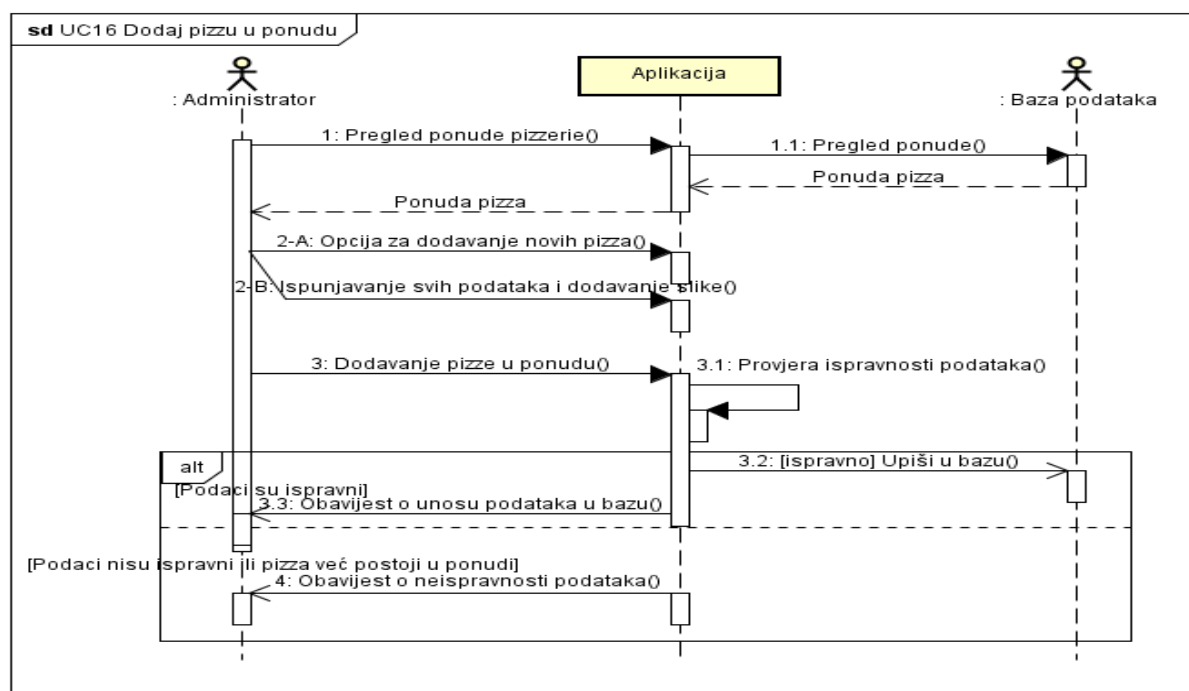 sd UC16 Dodaj pizzu u ponudu
: Administrator
Aplikacija
: Baza podataka
1: Pregled ponude pizzerie()
1.1: Pregled ponude()
Ponuda pizza
Ponuda pizza
2-A: Opcija za dodavanje novih pizza()
2-B: Ispunjavanje svih podataka i dodavanje slike()
3: Dodavanje pizze u ponudu()
3.1: Provjera ispravnosti podataka()
alt
3.2: [ispravno] Upiši u bazu()
[Podaci su ispravni]
3.3: Obavijest o unosu podataka u bazu()
[Podaci nisu ispravni ili pizza već postoji u ponudi]
4: Obavijest o neispravnosti podataka()